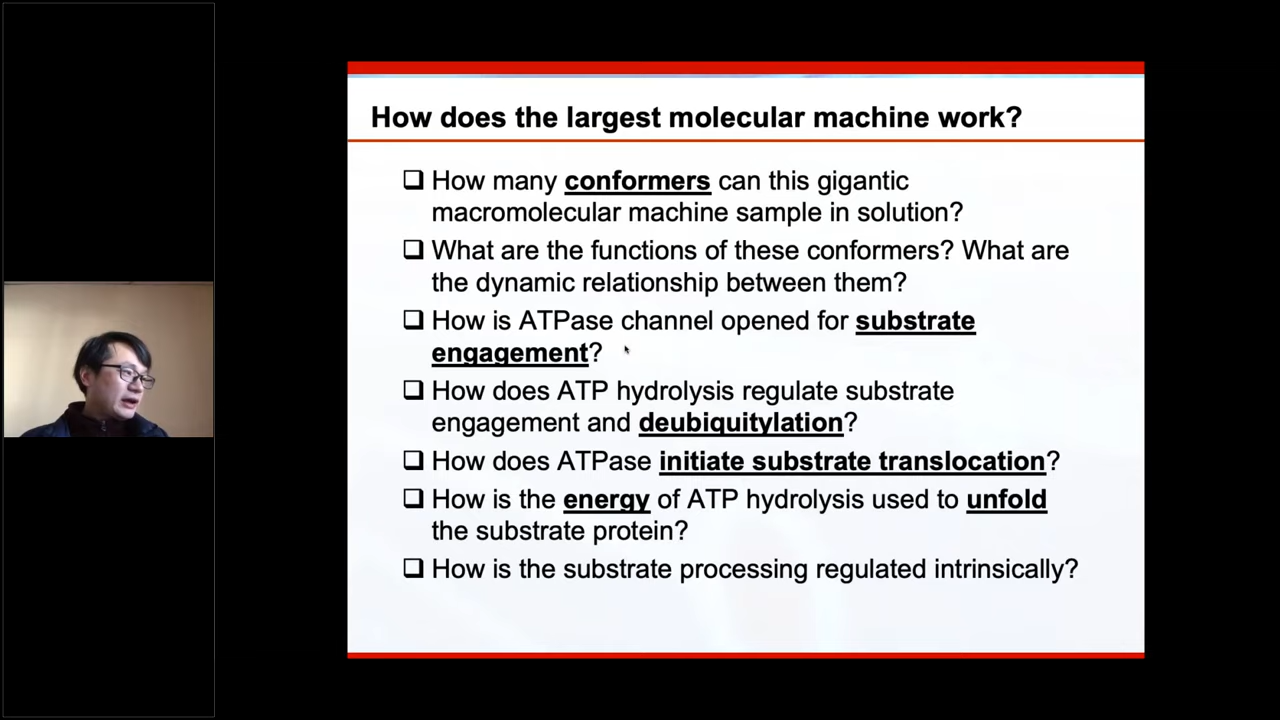 How does the largest molecular machine work?
How many conformers can this gigantic
macromolecular machine sample in solution?
What are the functions of these conformers? What are
the dynamic relationship between them?
How is ATPase channel opened for substrate
engagement?
How does ATP hydrolysis regulate substrate
engagement and deubiquitylation?
How does ATPase initiate substrate translocation?
How is the energy of ATP hydrolysis used to unfold
the substrate protein?
How is the substrate processing regulated intrinsically?